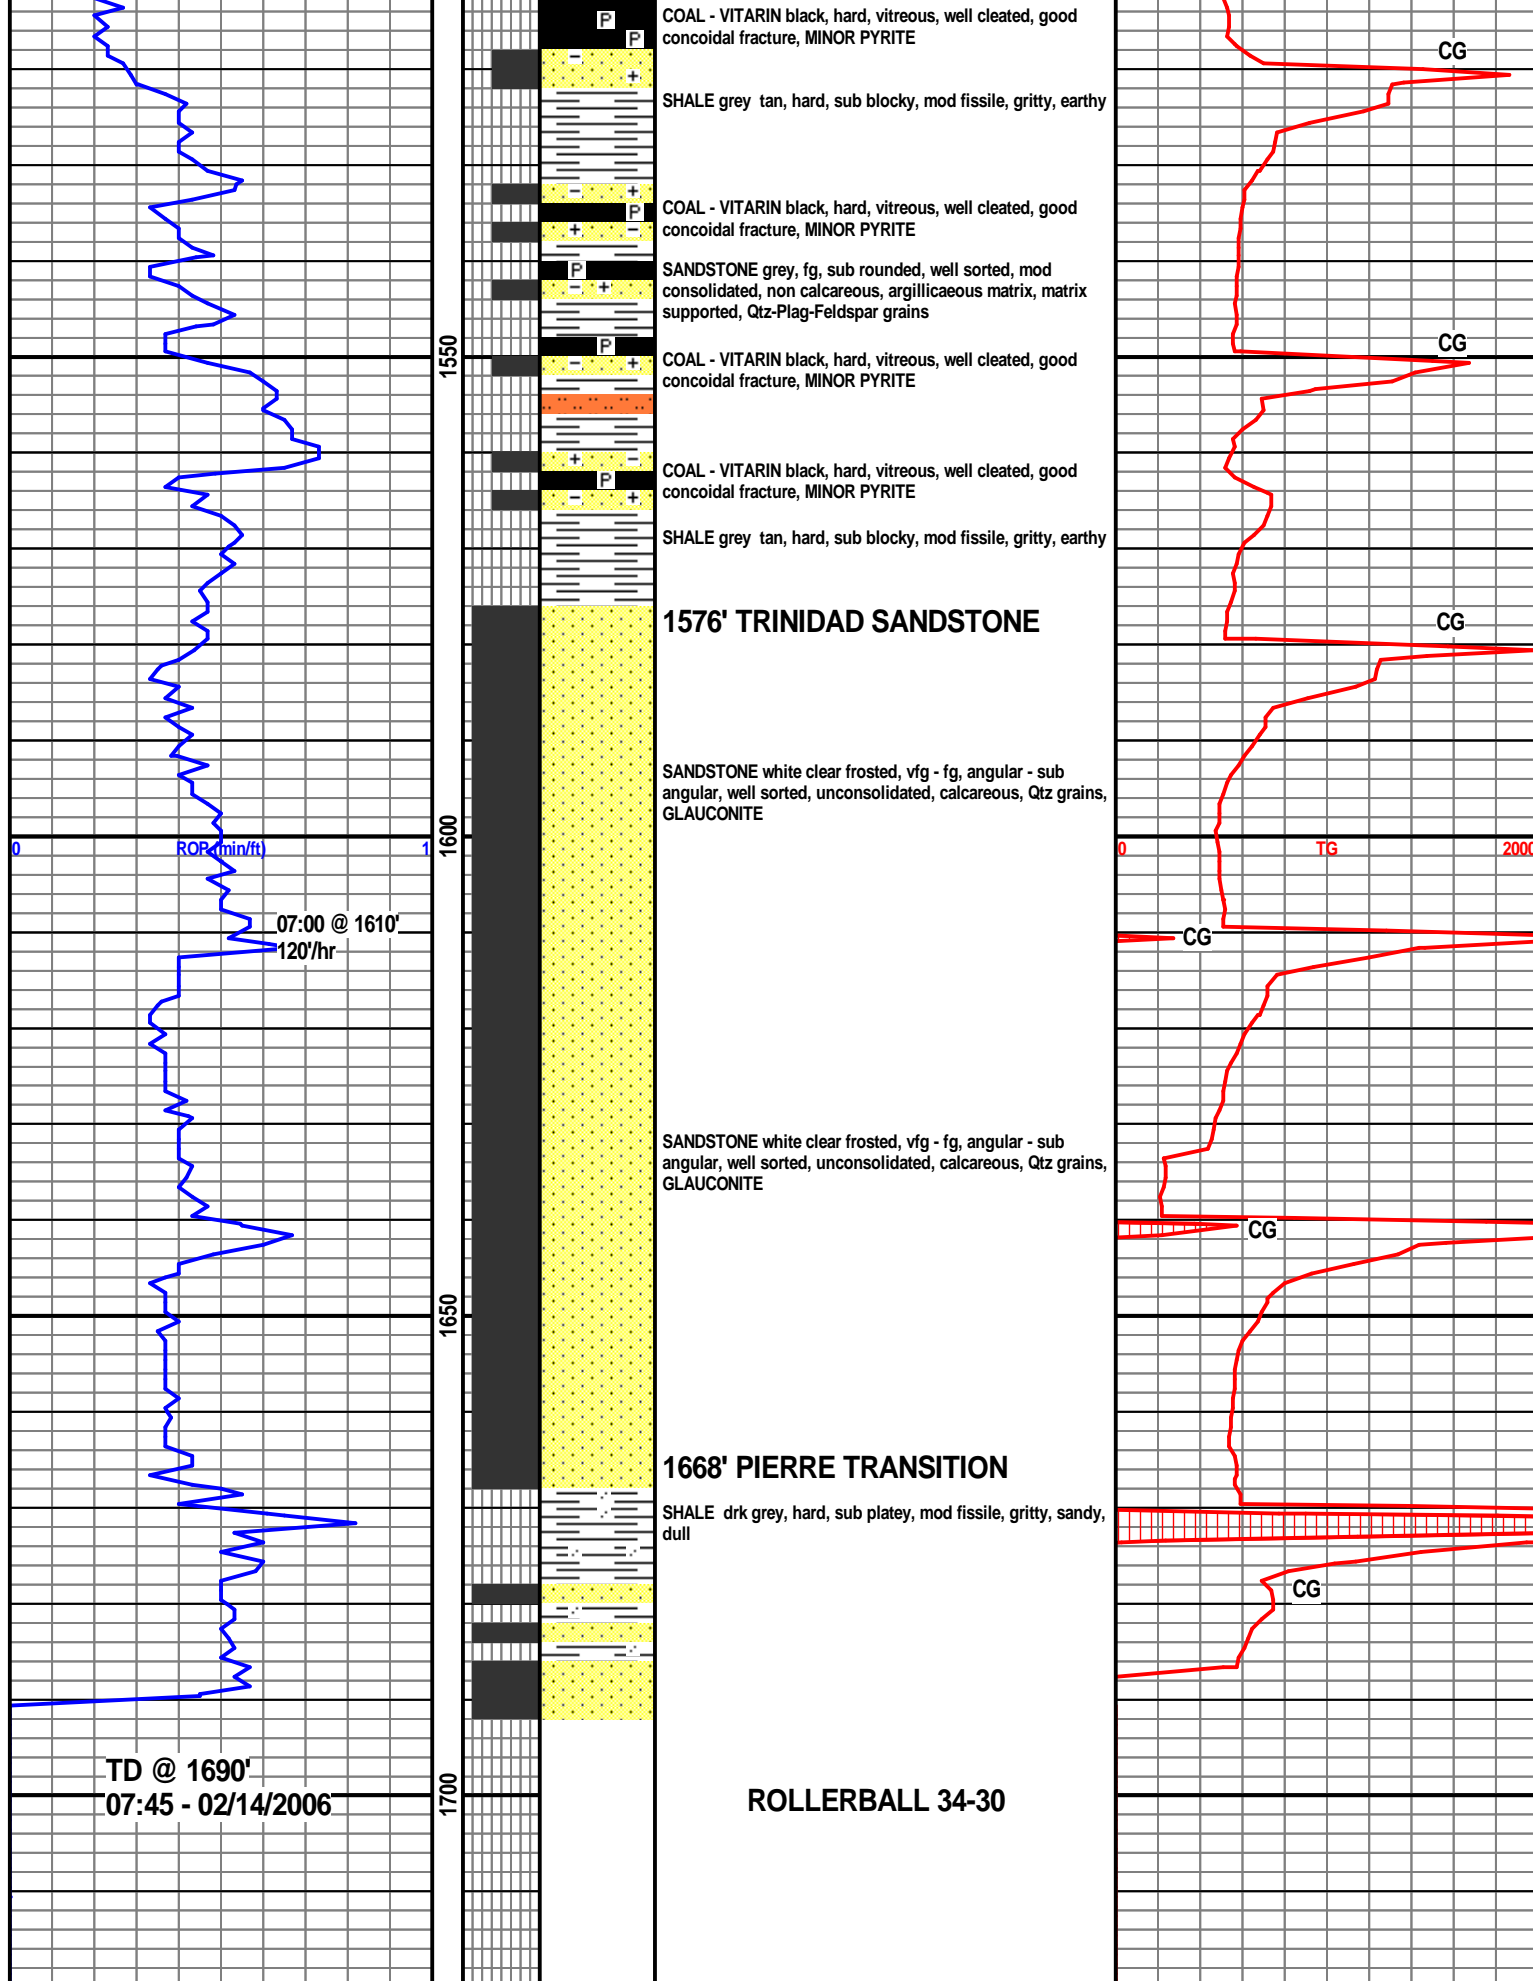 P
P
COAL - VITARIN black, hard, vitreous, well cleated, good
concoidal fracture, MINOR PYRITE
CG
-
+
SHALE grey tan, hard, sub blocky, mod fissile, gritty, earthy
- +
P
COAL - VITARIN black, hard, vitreous, well cleated, good
concoidal fracture, MINOR PYRITE
+ -
P
- +
SANDSTONE grey, fg, sub rounded, well sorted, mod
consolidated, non calcareous, argillicaeous matrix, matrix
supported, Qtz-Plag-Feldspar grains
P
CG
1550
- +
COAL - VITARIN black, hard, vitreous, well cleated, good
concoidal fracture, MINOR PYRITE
+ -
P
- +
COAL - VITARIN black, hard, vitreous, well cleated, good
concoidal fracture, MINOR PYRITE
SHALE grey tan, hard, sub blocky, mod fissile, gritty, earthy
1576' TRINIDAD SANDSTONE
CG
SANDSTONE white clear frosted, vfg - fg, angular - sub
angular, well sorted, unconsolidated, calcareous, Qtz grains,
GLAUCONITE
1600
0 ROP (min/ft) 1
0 TG 2000
07:00 @ 1610'
120'/hr
CG
SANDSTONE white clear frosted, vfg - fg, angular - sub
angular, well sorted, unconsolidated, calcareous, Qtz grains,
GLAUCONITE
CG
1650
1668' PIERRE TRANSITION
SHALE drk grey, hard, sub platey, mod fissile, gritty, sandy,
dull
CG
TD @ 1690'
07:45 - 02/14/2006
1700
ROLLERBALL 34-30